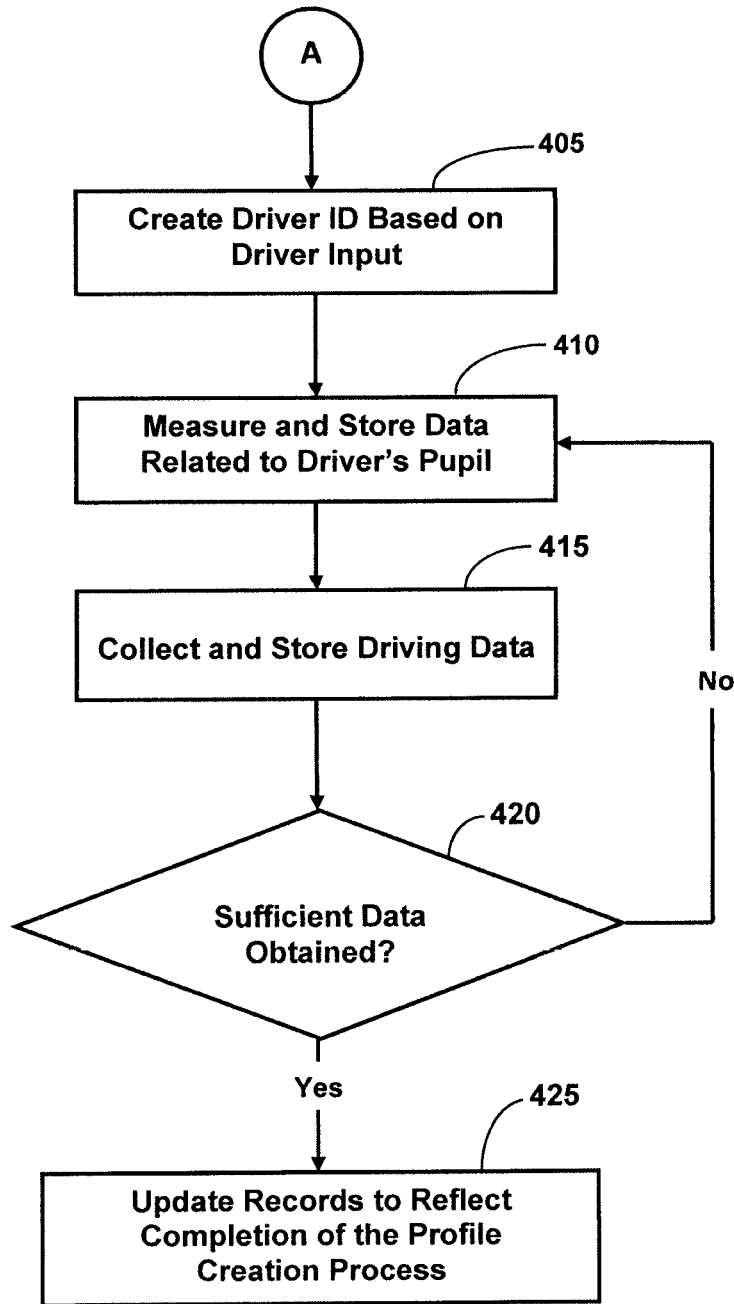 A
405
Create Driver ID Based on
Driver Input
410
Measure and Store Data
Related to Driver's Pupil
415
Collect and Store Driving Data
No
420
Sufficient Data
Obtained?
Yes
425
Update Records to Reflect
Completion of the Profile
Creation Process